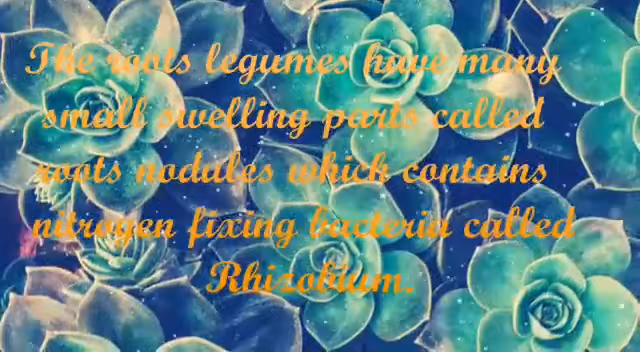 The roots legumes have many
small swelling parts called
roots nodules which contains
nitrogen fixing bacteria called
Rhizobium.